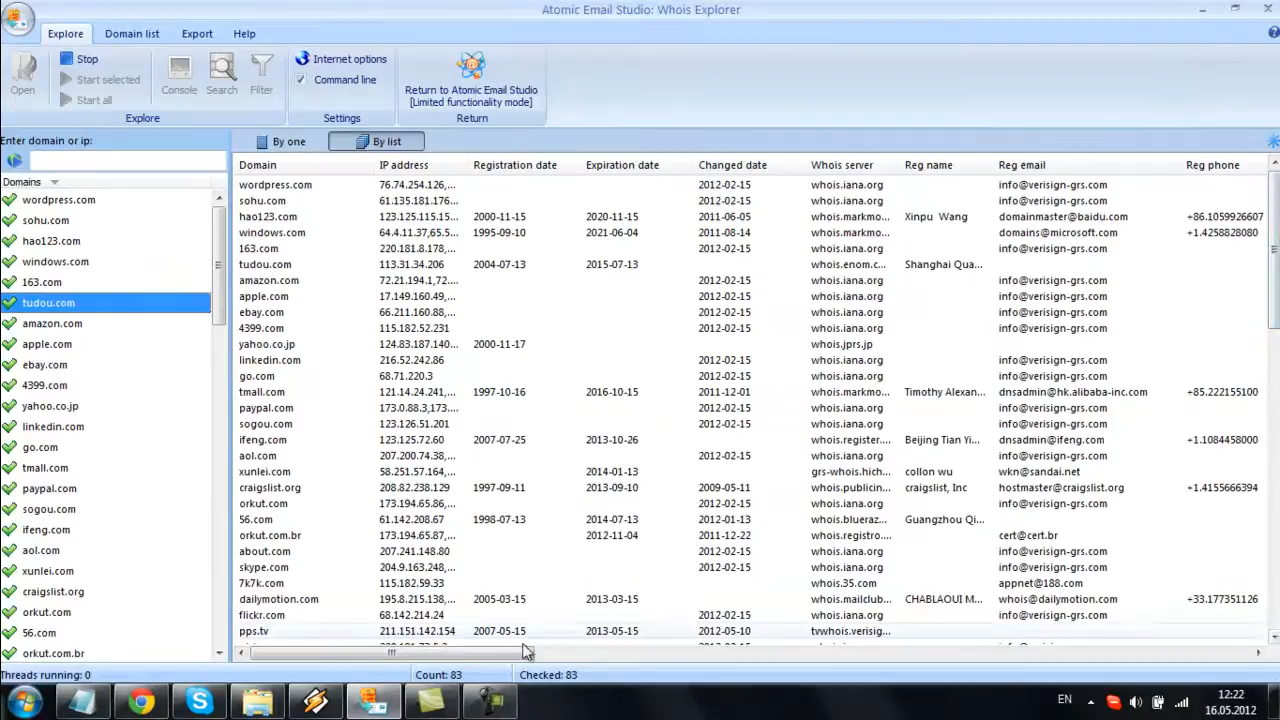 Atomic Email Studio: Whois Explorer
Explore Domain list Export Help
Open Stop Start selected Start all Console Search Filter Internet options Command line Return to Atomic Email Studio [Limited functionality mode]
Explore Settings Return
Enter domain or ip: By one By list
Domains
wordpress.com
sohu.com
hao123.com
windows.com
163.com
tudou.com
amazon.com
apple.com
ebay.com
4399.com
yahoo.co.jp
linkedin.com
go.com
tmall.com
paypal.com
sogou.com
ifeng.com
aol.com
xunlei.com
craigslist.org
orkut.com
56.com
orkut.com.br
Domain IP address Registration date Expiration date Changed date Whois server Reg name Reg email Reg phone
wordpress.com 76.74.254.126,... 2012-02-15 whois.iana.org info@verisign-grs.com
sohu.com 61.135.181.176... 2012-02-15 whois.iana.org info@verisign-grs.com
hao123.com 123.125.115.15... 2000-11-15 2020-11-15 2011-06-05 whois.markmo... Xinpu Wang domainmaster@baidu.com +86.1059926607
windows.com 64.4.11.37,65.5... 1995-09-10 2021-06-04 2011-08-14 whois.markmo... domains@microsoft.com +1.4258828080
163.com 220.181.8.178,... 2012-02-15 whois.iana.org info@verisign-grs.com
tudou.com 113.31.34.206 2004-07-13 2015-07-13 whois.enom.c... Shanghai Qua...
amazon.com 72.21.194.1,72... 2012-02-15 whois.iana.org info@verisign-grs.com
apple.com 17.149.160.49,... 2012-02-15 whois.iana.org info@verisign-grs.com
ebay.com 66.211.160.88,... 2012-02-15 whois.iana.org info@verisign-grs.com
4399.com 115.182.52.231 2012-02-15 whois.iana.org info@verisign-grs.com
yahoo.co.jp 124.83.187.140... 2000-11-17 whois.jprs.jp
linkedin.com 216.52.242.86 2012-02-15 whois.iana.org info@verisign-grs.com
go.com 68.71.220.3 2012-02-15 whois.iana.org info@verisign-grs.com
tmall.com 121.14.24.241,... 1997-10-16 2016-10-15 2011-12-01 whois.markmo... Timothy Alexan... dnsadmin@hk.alibaba-inc.com +85.222155100
paypal.com 173.0.88.3,173.... 2012-02-15 whois.iana.org info@verisign-grs.com
sogou.com 123.126.51.201 2012-02-15 whois.iana.org info@verisign-grs.com
ifeng.com 123.125.72.60 2007-07-25 2013-10-26 whois.register.... Beijing Tian Yi... dnsadmin@ifeng.com +1.1084458000
aol.com 207.200.74.38,... 2012-02-15 whois.iana.org info@verisign-grs.com
xunlei.com 58.251.57.164,... 2014-01-13 grs-whois.hich... collon wu wkn@sandai.net
craigslist.org 208.82.238.129 1997-09-11 2013-09-10 2009-05-11 whois.publicin... craigslist, Inc hostmaster@craigslist.org +1.4155666394
orkut.com 173.194.65.86,... 2012-02-15 whois.iana.org info@verisign-grs.com
56.com 61.142.208.67 1998-07-13 2014-07-13 2012-01-13 whois.blueraz... Guangzhou Qi...
orkut.com.br 173.194.65.87,... 2012-11-04 2011-12-22 whois.registro.... cert@cert.br
about.com 207.241.148.80 2012-02-15 whois.iana.org info@verisign-grs.com
skype.com 204.9.163.248,... 2012-02-15 whois.iana.org info@verisign-grs.com
7k7k.com 115.182.59.33 whois.35.com appnet@188.com
dailymotion.com 195.8.215.138,... 2005-03-15 2013-03-15 whois.mailclub... CHABLAOUI M... whois@dailymotion.com +33.177351126
flickr.com 68.142.214.24 2012-02-15 whois.iana.org info@verisign-grs.com
pps.tv 211.151.142.154 2007-05-15 2013-05-15 2012-05-10 tvwhois.verisig...
Threads running: 0 Count: 83 Checked: 83
EN 12:22
16.05.2012